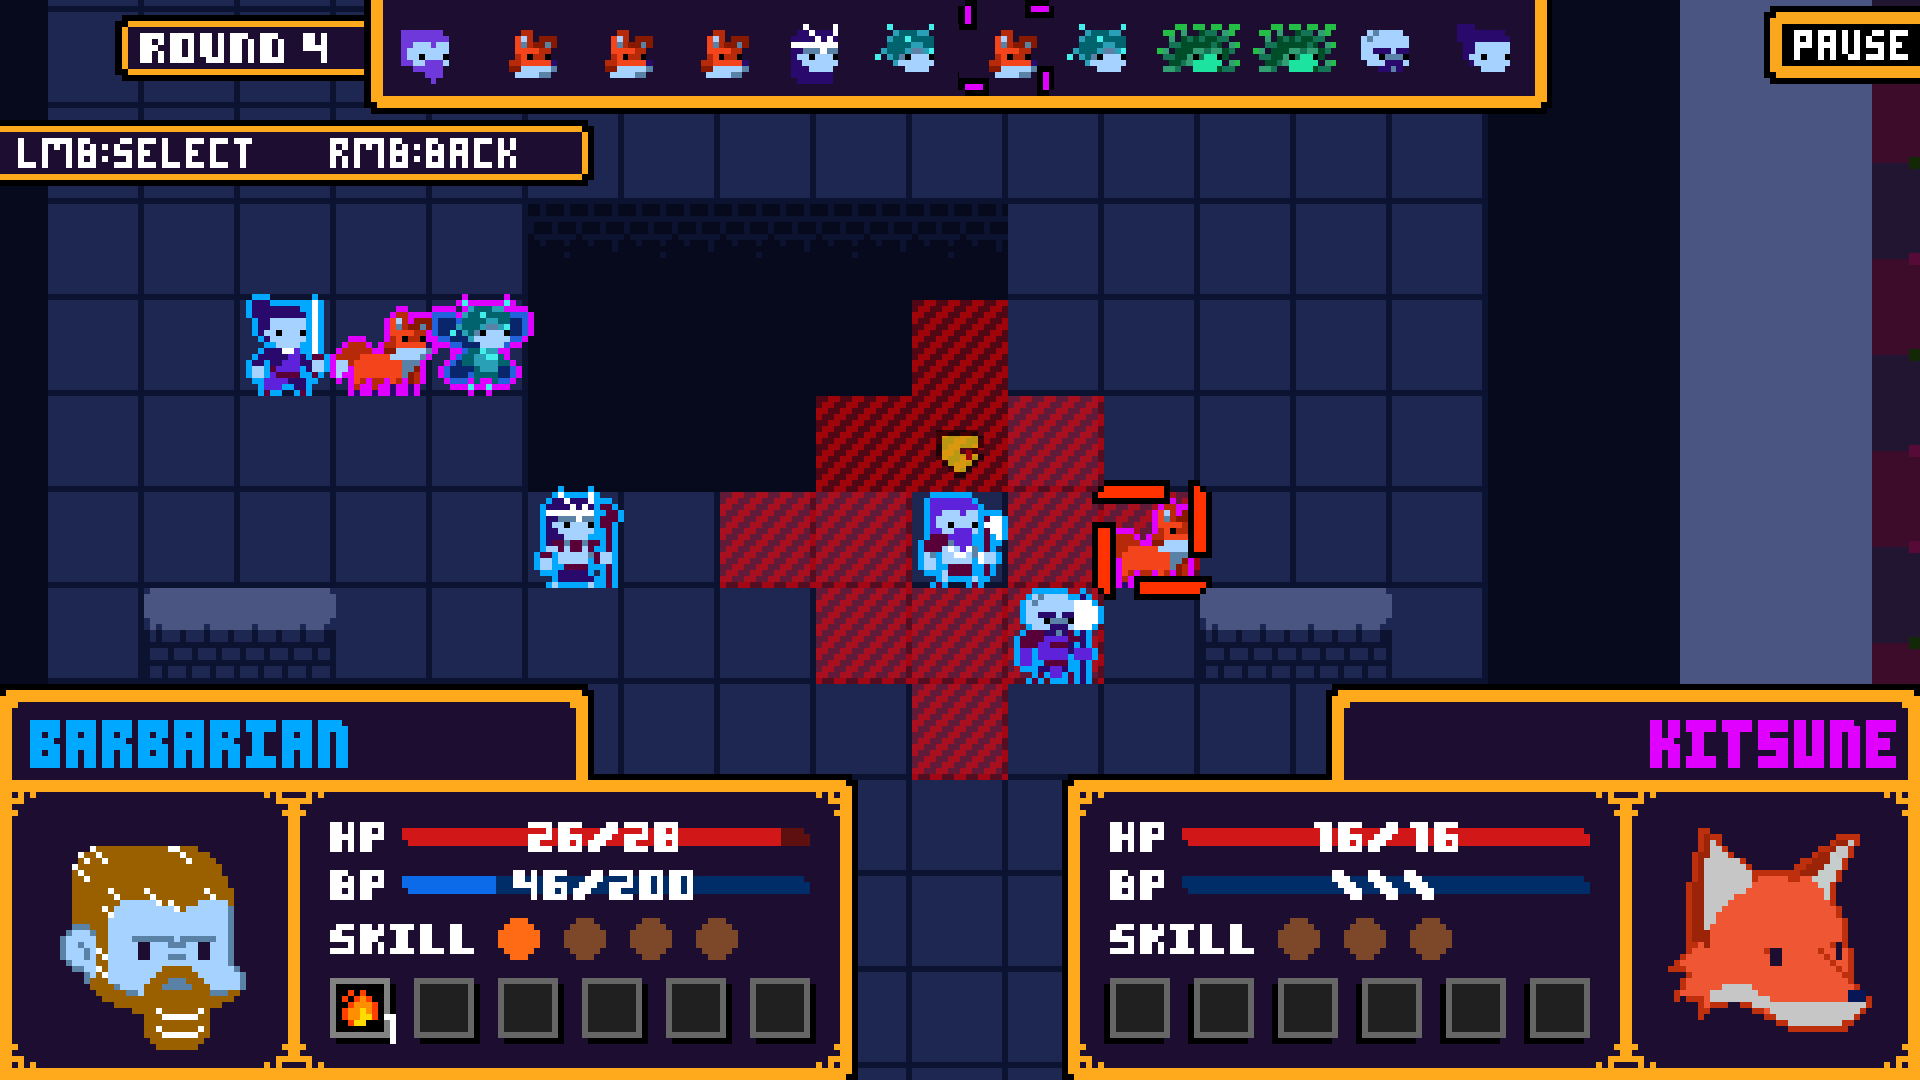 ROUND 4
PAUSE
LMB:SELECT RMB:BACK
BARBARIAN
HP 26/28
BP 46/200
SKILL
1
KITSUNE
HP 16/16
BP
SKILL